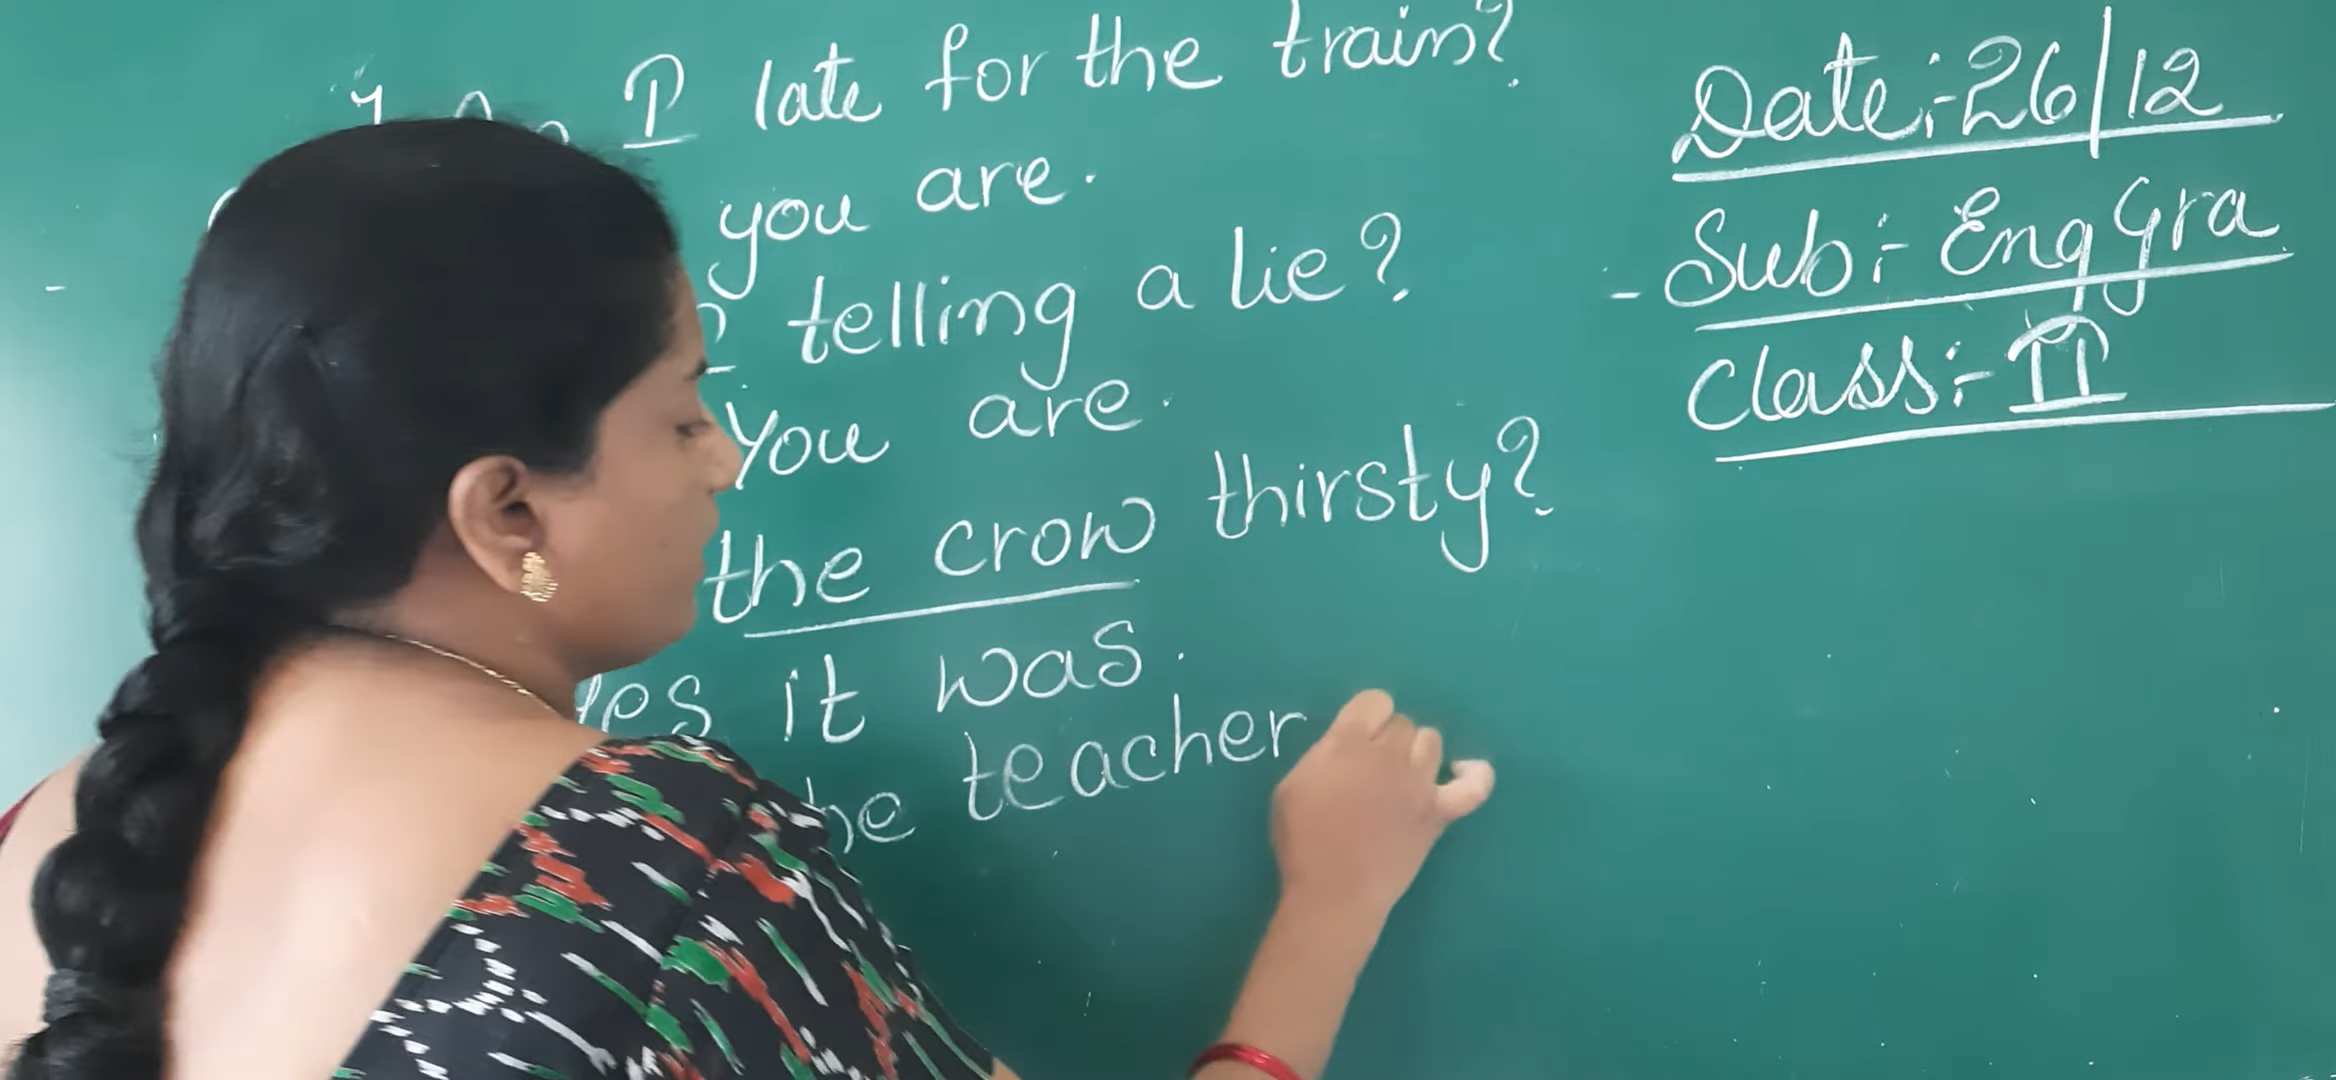 I late for the train?
you are.
telling a lie?
You are.
the crow thirsty?
it was.
teacher
Date:-26/12
Sub:- Eng Gra
Class:- II